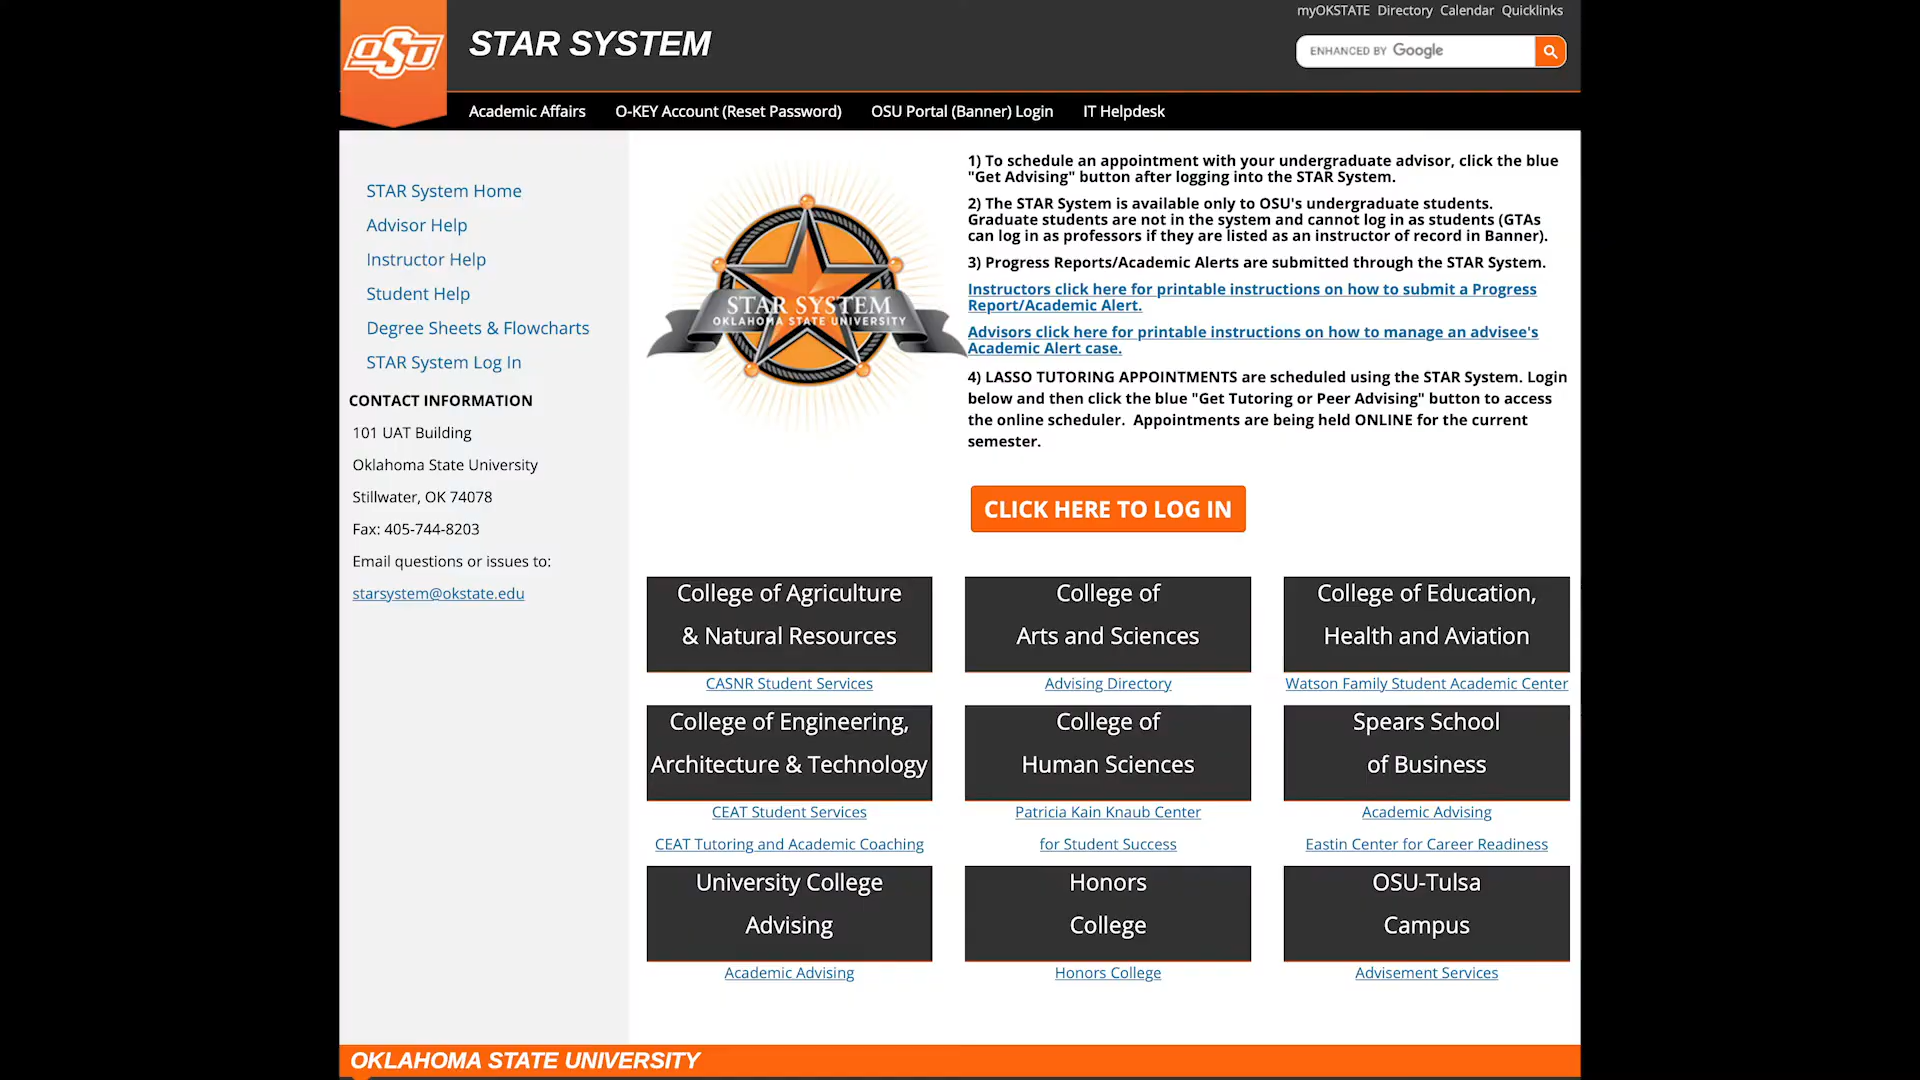 myOKSTATE Directory Calendar Quicklinks
OSU
STAR SYSTEM
ENHANCED BY Google
Academic Affairs O-KEY Account (Reset Password) OSU Portal (Banner) Login IT Helpdesk
STAR System Home
Advisor Help
Instructor Help
Student Help
Degree Sheets & Flowcharts
STAR System Log In
CONTACT INFORMATION
101 UAT Building
Oklahoma State University
Stillwater, OK 74078
Fax: 405-744-8203
Email questions or issues to:
starsystem@okstate.edu
STAR SYSTEM
OKLAHOMA STATE UNIVERSITY
1) To schedule an appointment with your undergraduate advisor, click the blue
"Get Advising" button after logging into the STAR System.
2) The STAR System is available only to OSU's undergraduate students.
Graduate students are not in the system and cannot log in as students (GTAs
can log in as professors if they are listed as an instructor of record in Banner).
3) Progress Reports/Academic Alerts are submitted through the STAR System.
Instructors click here for printable instructions on how to submit a Progress
Report/Academic Alert.
Advisors click here for printable instructions on how to manage an advisee's
Academic Alert case.
4) LASSO TUTORING APPOINTMENTS are scheduled using the STAR System. Login
below and then click the blue "Get Tutoring or Peer Advising" button to access
the online scheduler. Appointments are being held ONLINE for the current
semester.
CLICK HERE TO LOG IN
College of Agriculture
& Natural Resources
CASNR Student Services
College of
Arts and Sciences
Advising Directory
College of Education,
Health and Aviation
Watson Family Student Academic Center
College of Engineering,
Architecture & Technology
CEAT Student Services
CEAT Tutoring and Academic Coaching
College of
Human Sciences
Patricia Kain Knaub Center
for Student Success
Spears School
of Business
Academic Advising
Eastin Center for Career Readiness
University College
Advising
Academic Advising
Honors
College
Honors College
OSU-Tulsa
Campus
Advisement Services
OKLAHOMA STATE UNIVERSITY